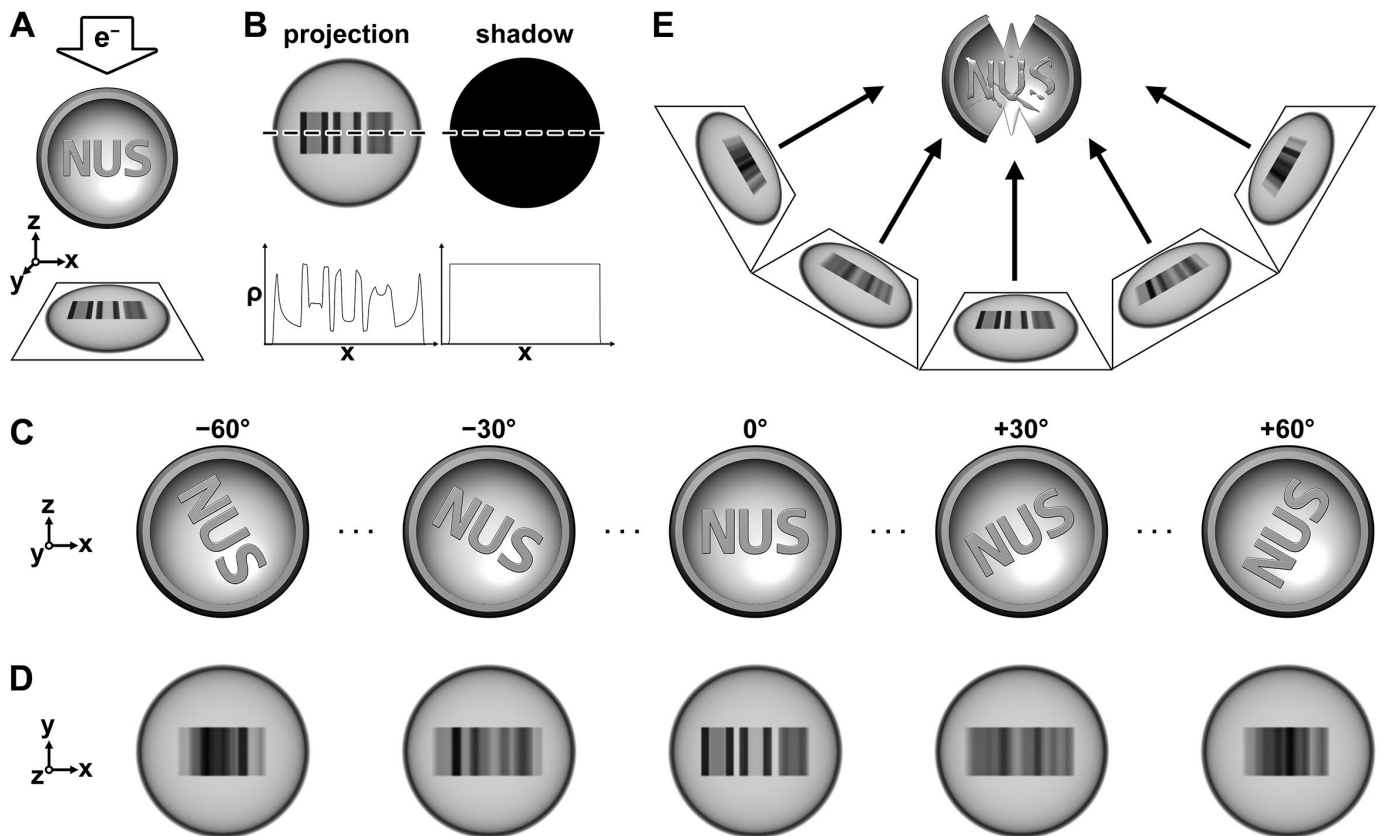 A
e⁻
NUS
z
x
y
B
projection
shadow
ρ
x
x
E
NUS
C
−60°
−30°
0°
+30°
+60°
z
y
x
NUS
...
NUS
...
NUS
...
NUS
...
NUS
D
y
z
x